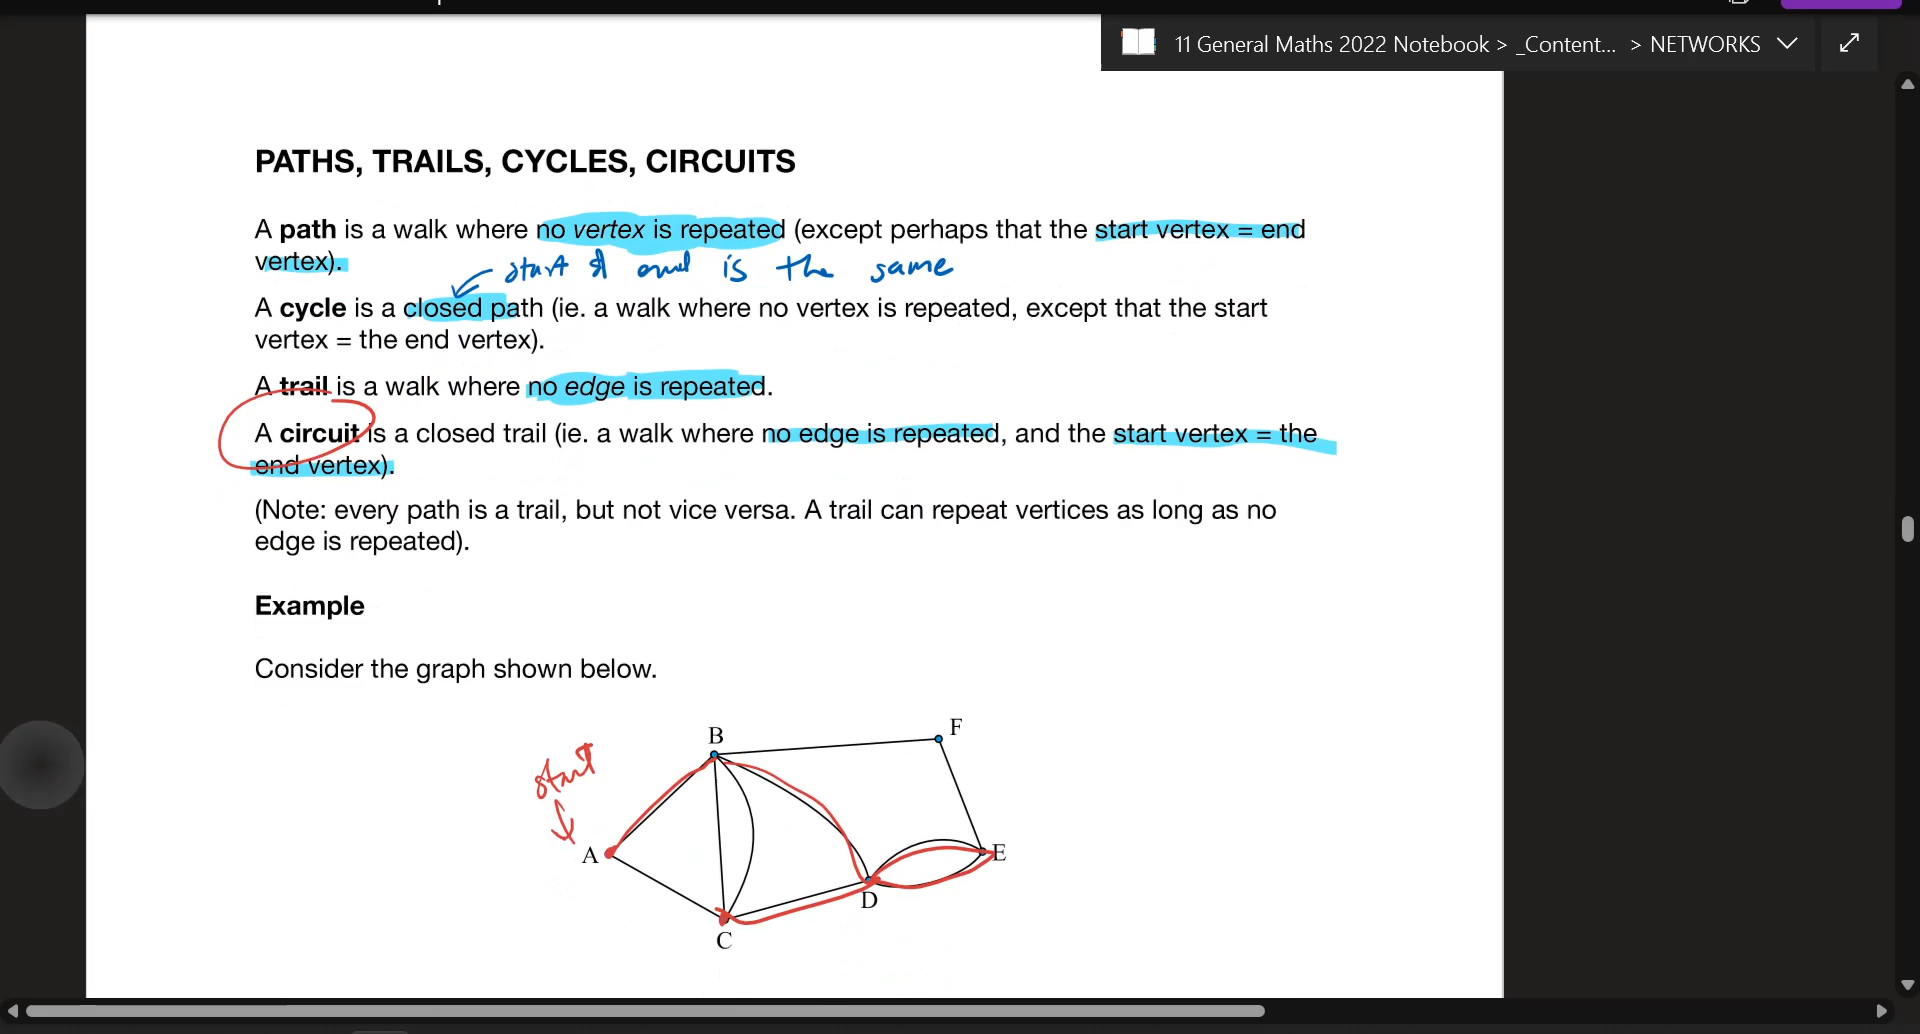 11 General Maths 2022 Notebook > _Content... > NETWORKS
PATHS, TRAILS, CYCLES, CIRCUITS
A path is a walk where no vertex is repeated (except perhaps that the start vertex = end
vertex).
start & end is the same
A cycle is a closed path (ie. a walk where no vertex is repeated, except that the start
vertex = the end vertex).
A trail is a walk where no edge is repeated.
A circuit is a closed trail (ie. a walk where no edge is repeated, and the start vertex = the
end vertex).
(Note: every path is a trail, but not vice versa. A trail can repeat vertices as long as no
edge is repeated).
Example
Consider the graph shown below.
F
B
start
A
E
D
C